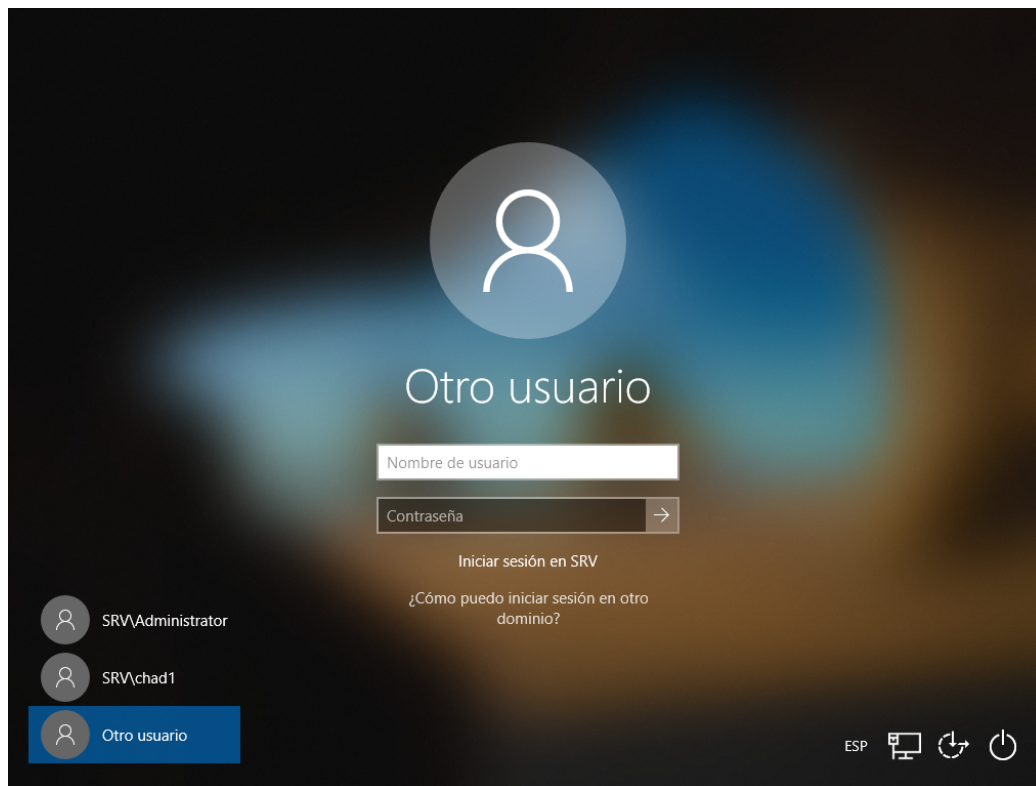 Otro usuario
Nombre de usuario
Contraseña
Iniciar sesión en SRV
¿Cómo puedo iniciar sesión en otro
dominio?
SRV\Administrator
SRV\chad1
Otro usuario
ESP